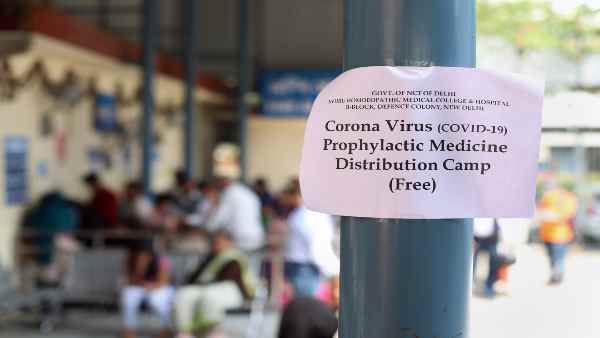 GOVT. OF NCT OF DELHI
HOMOEOPATHIC, MEDICAL COLLEGE & HOSPITAL
B-BLOCK, DEFENCE COLONY, NEW DELHI
Corona Virus (COVID-19)
Prophylactic Medicine
Distribution Camp
(Free)